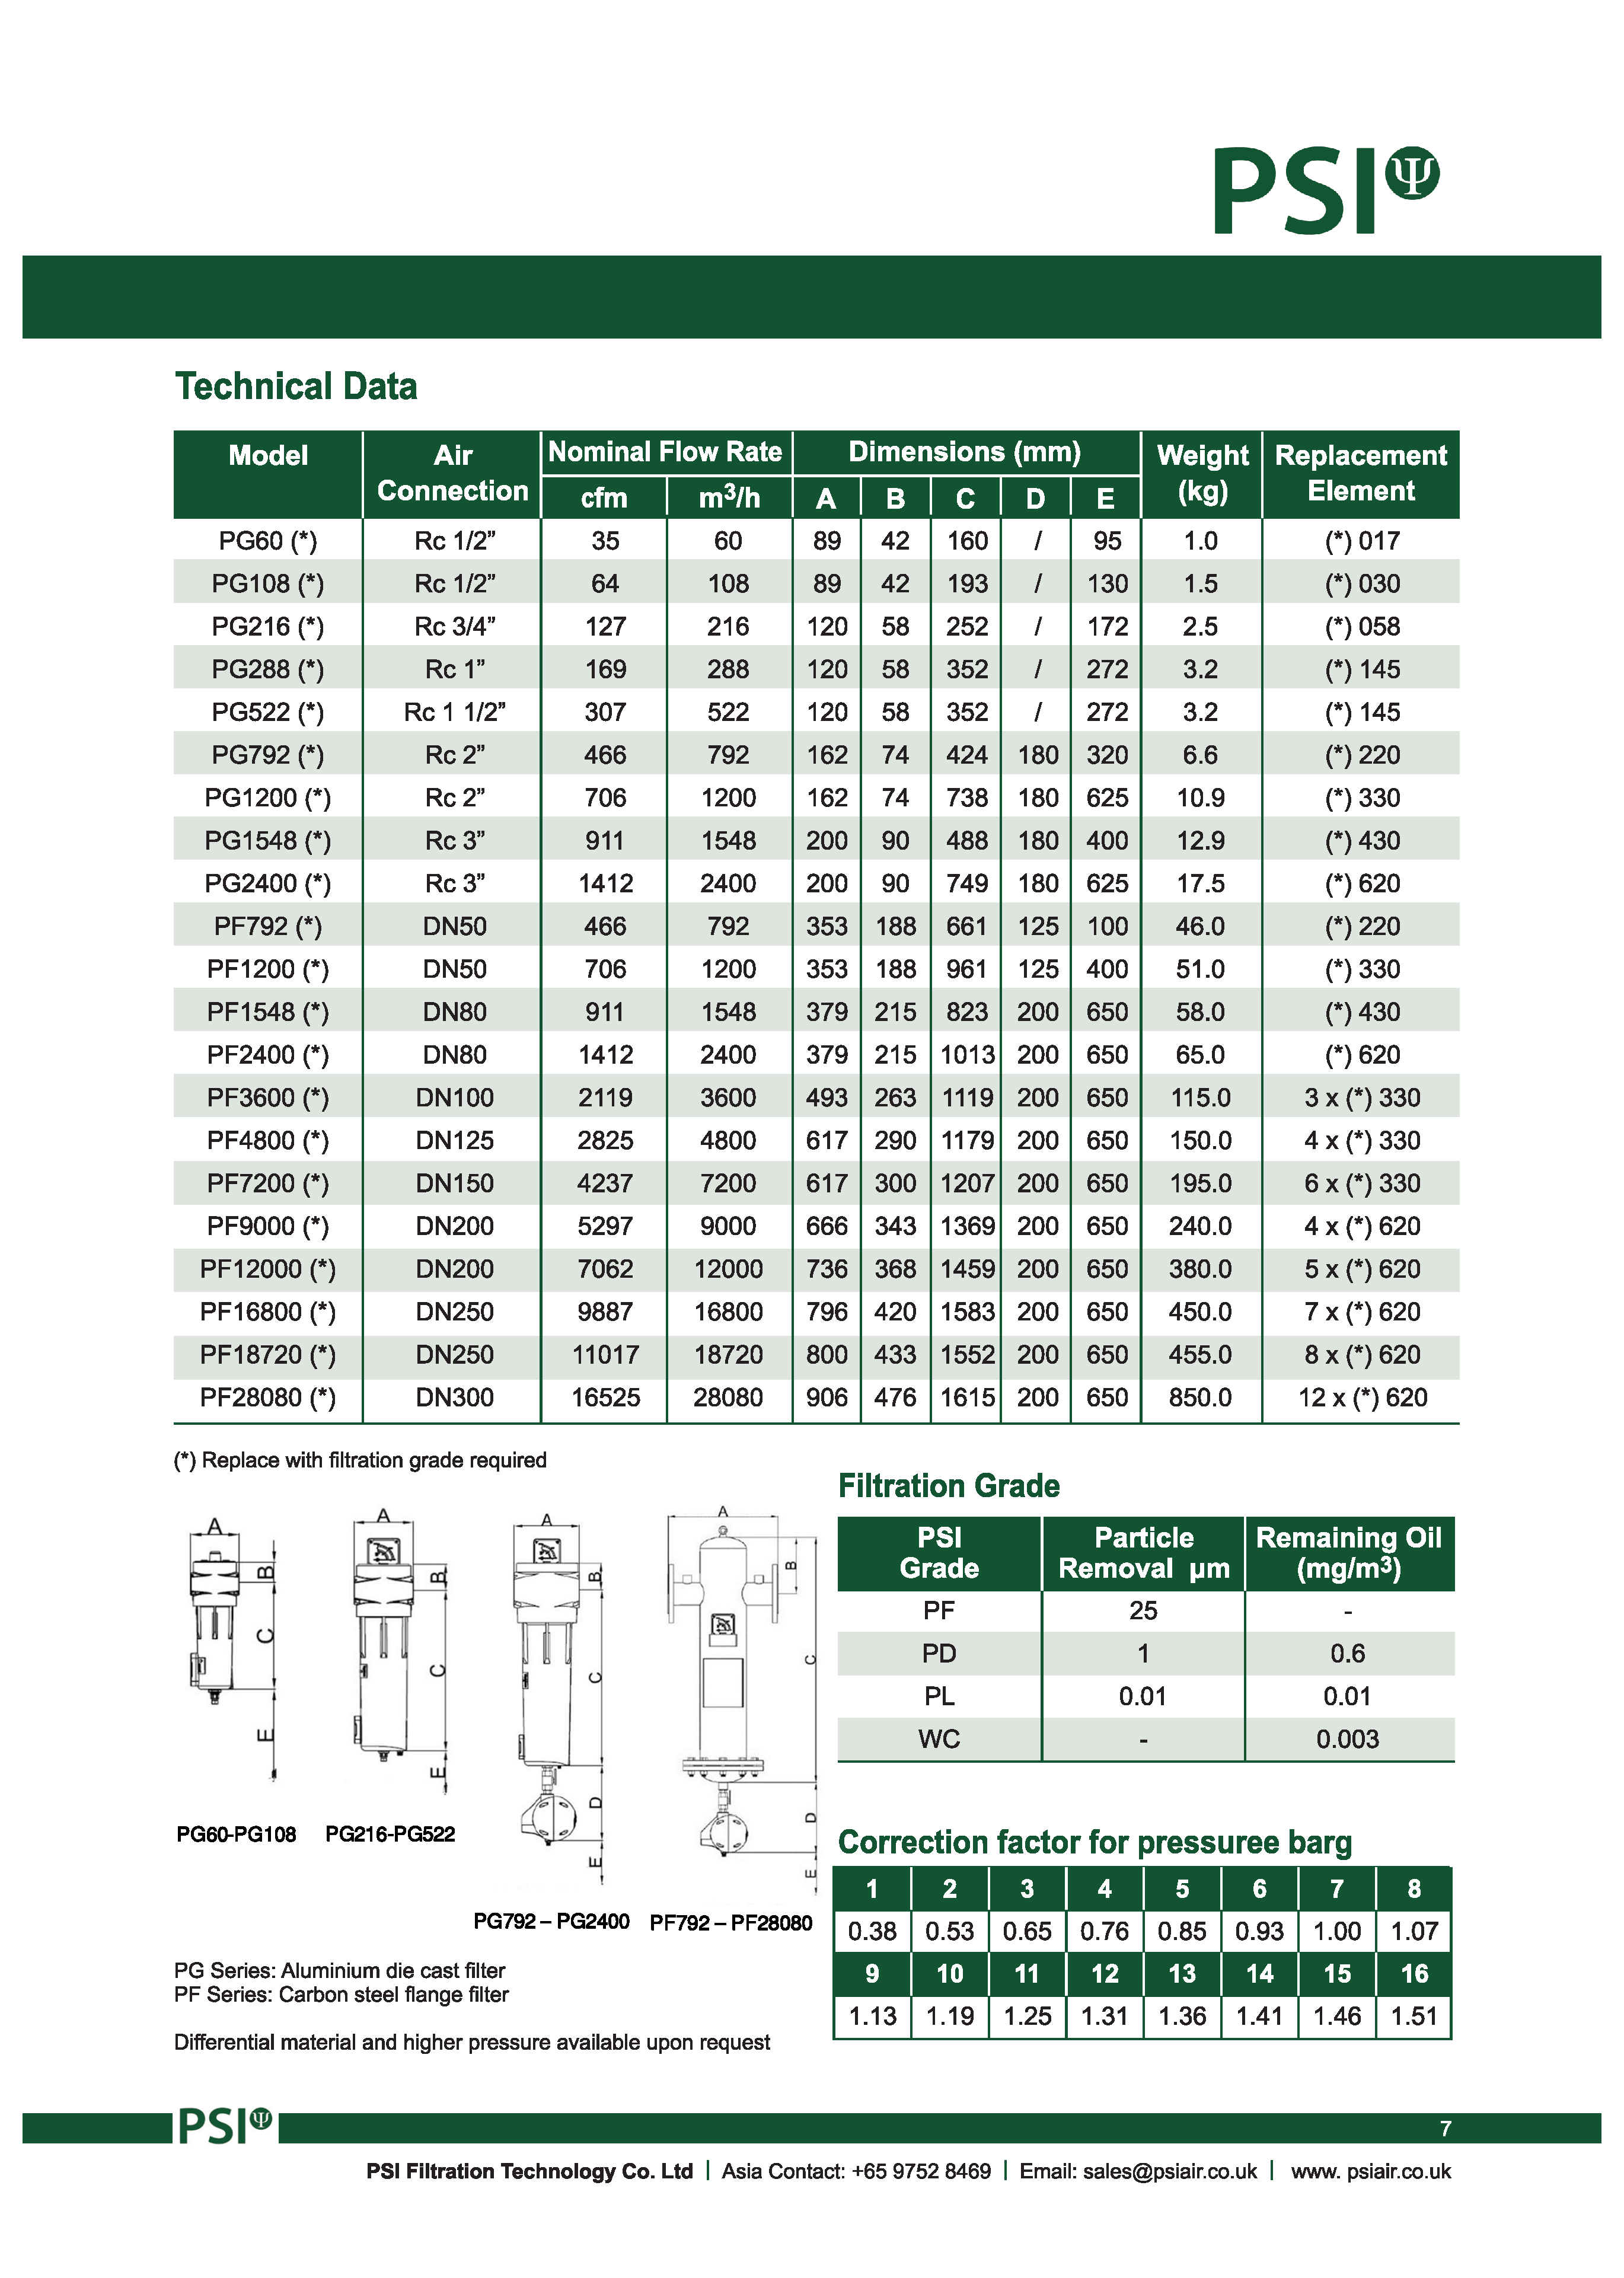 PSIΨ
Technical Data
Model Air Connection Nominal Flow Rate Dimensions (mm) Weight (kg) Replacement Element
cfm m³/h A B C D E
PG60 (*) Rc 1/2” 35 60 89 42 160 / 95 1.0 (*) 017
PG108 (*) Rc 1/2” 64 108 89 42 193 / 130 1.5 (*) 030
PG216 (*) Rc 3/4” 127 216 120 58 252 / 172 2.5 (*) 058
PG288 (*) Rc 1” 169 288 120 58 352 / 272 3.2 (*) 145
PG522 (*) Rc 1 1/2” 307 522 120 58 352 / 272 3.2 (*) 145
PG792 (*) Rc 2” 466 792 162 74 424 180 320 6.6 (*) 220
PG1200 (*) Rc 2” 706 1200 162 74 738 180 625 10.9 (*) 330
PG1548 (*) Rc 3” 911 1548 200 90 488 180 400 12.9 (*) 430
PG2400 (*) Rc 3” 1412 2400 200 90 749 180 625 17.5 (*) 620
PF792 (*) DN50 466 792 353 188 661 125 100 46.0 (*) 220
PF1200 (*) DN50 706 1200 353 188 961 125 400 51.0 (*) 330
PF1548 (*) DN80 911 1548 379 215 823 200 650 58.0 (*) 430
PF2400 (*) DN80 1412 2400 379 215 1013 200 650 65.0 (*) 620
PF3600 (*) DN100 2119 3600 493 263 1119 200 650 115.0 3 x (*) 330
PF4800 (*) DN125 2825 4800 617 290 1179 200 650 150.0 4 x (*) 330
PF7200 (*) DN150 4237 7200 617 300 1207 200 650 195.0 6 x (*) 330
PF9000 (*) DN200 5297 9000 666 343 1369 200 650 240.0 4 x (*) 620
PF12000 (*) DN200 7062 12000 736 368 1459 200 650 380.0 5 x (*) 620
PF16800 (*) DN250 9887 16800 796 420 1583 200 650 450.0 7 x (*) 620
PF18720 (*) DN250 11017 18720 800 433 1552 200 650 455.0 8 x (*) 620
PF28080 (*) DN300 16525 28080 906 476 1615 200 650 850.0 12 x (*) 620
(*) Replace with filtration grade required
A B C E
A B C E
A B C D E
A B C D E
PG60-PG108 PG216-PG522
PG792 – PG2400 PF792 – PF28080
PG Series: Aluminium die cast filter
PF Series: Carbon steel flange filter
Differential material and higher pressure available upon request
Filtration Grade
PSI Particle Remaining Oil
Grade Removal µm (mg/m³)
PF 25 -
PD 1 0.6
PL 0.01 0.01
WC - 0.003
Correction factor for pressuree barg
1 2 3 4 5 6 7 8
0.38 0.53 0.65 0.76 0.85 0.93 1.00 1.07
9 10 11 12 13 14 15 16
1.13 1.19 1.25 1.31 1.36 1.41 1.46 1.51
PSIΨ
7
PSI Filtration Technology Co. Ltd | Asia Contact: +65 9752 8469 | Email: sales@psiair.co.uk | www. psiair.co.uk